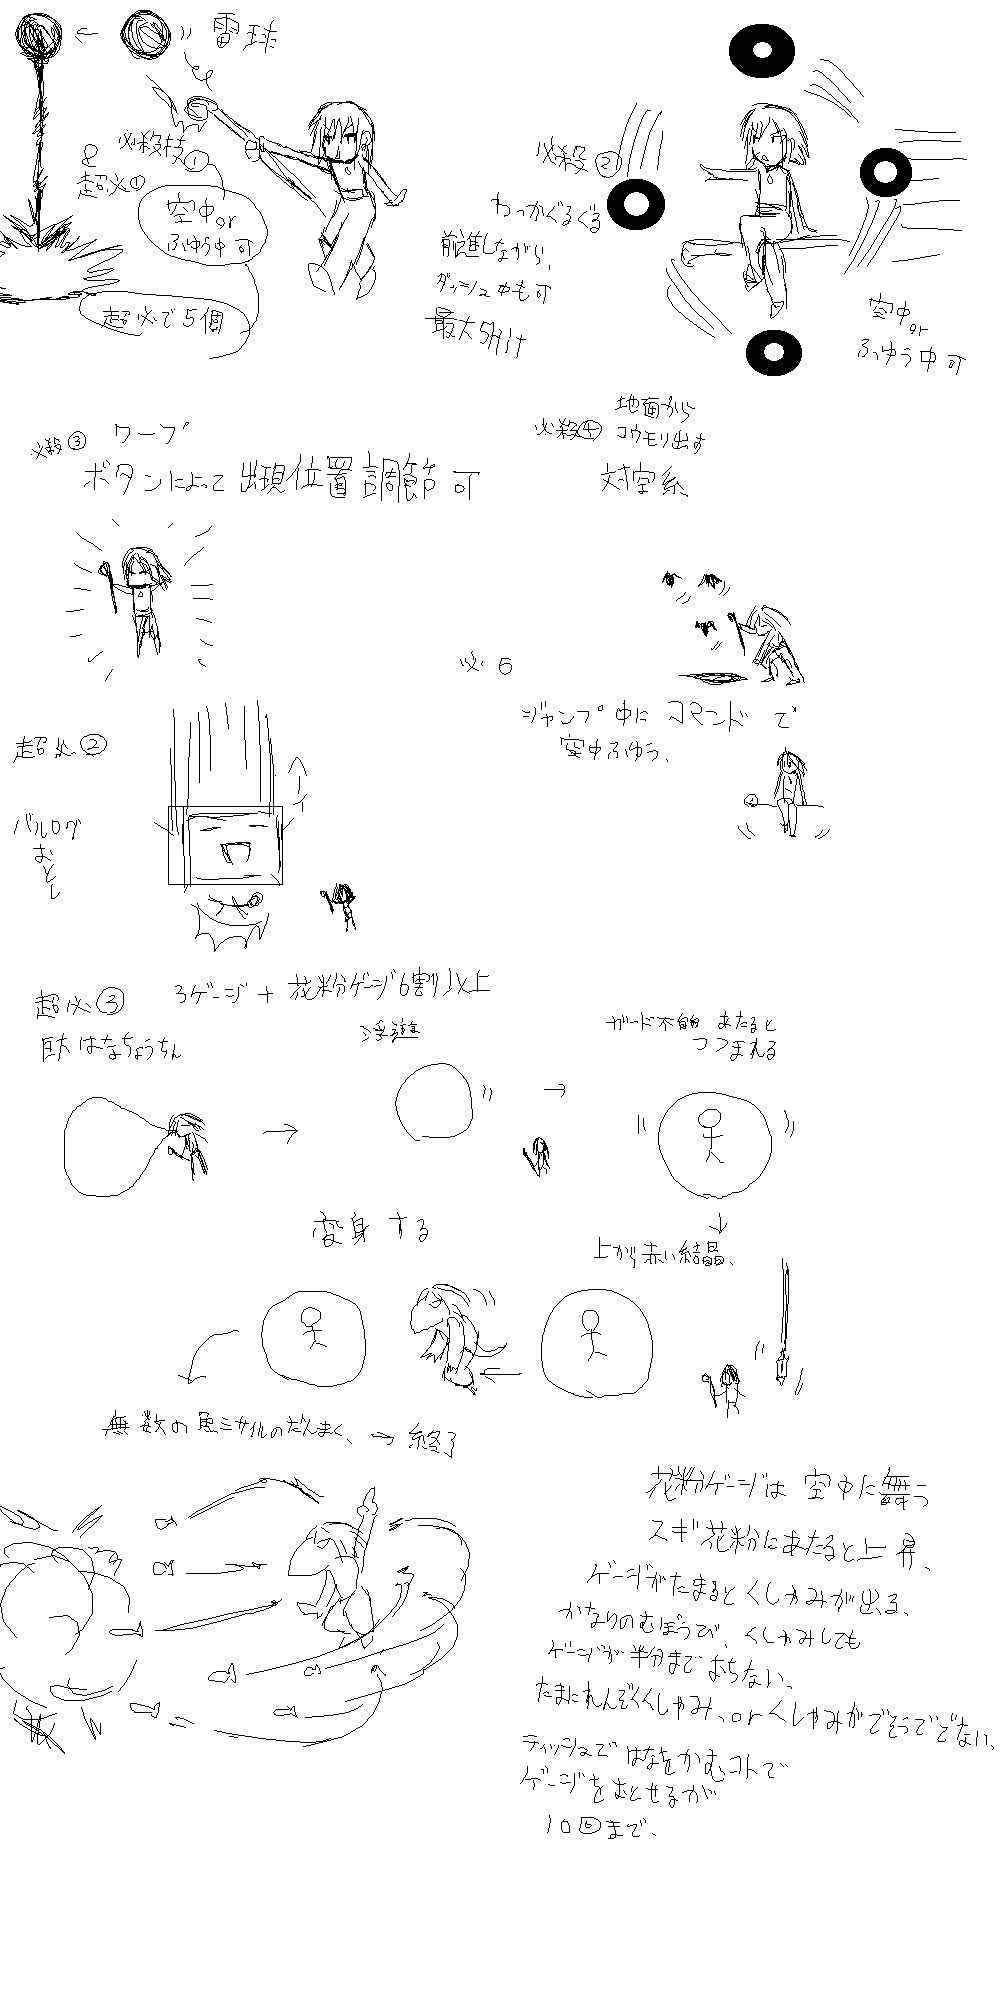 雷球
必殺技①
&
超必①
空中or
ふゆう中 可
超必で5個
必殺②
わっかぐるぐる
前進しながら、
ダッシュ中も可
最大5HIT
空中or
ふゆう中 可
必殺③ ワープ
ボタンによって 出現位置 調節 可
必殺④ 地面から
コウモリ出す
対空系
必5
ジャンプ中に コマンド で
空中ふゆう、
超必②
バルログ
おとし
超必③ 3ゲージ + 花粉ゲージ6割以上
巨大 はなちょうちん
浮遊
ガード不能 あたると
つつまれる
上から赤い結晶、
変身 する
無数の魚ミサイルのだんまく、→ 終了
花粉ゲージは 空中に舞う
スギ花粉にあたると上昇、
ゲージがたまるとくしゃみが出る、
かなりのむぼうび、くしゃみしても
ゲージが半分までおちない、
たまにれんぞくくしゃみ、orくしゃみがでそうででない、
ティッシュで はなをかむコトで
ゲージをおとせるが
10回まで、